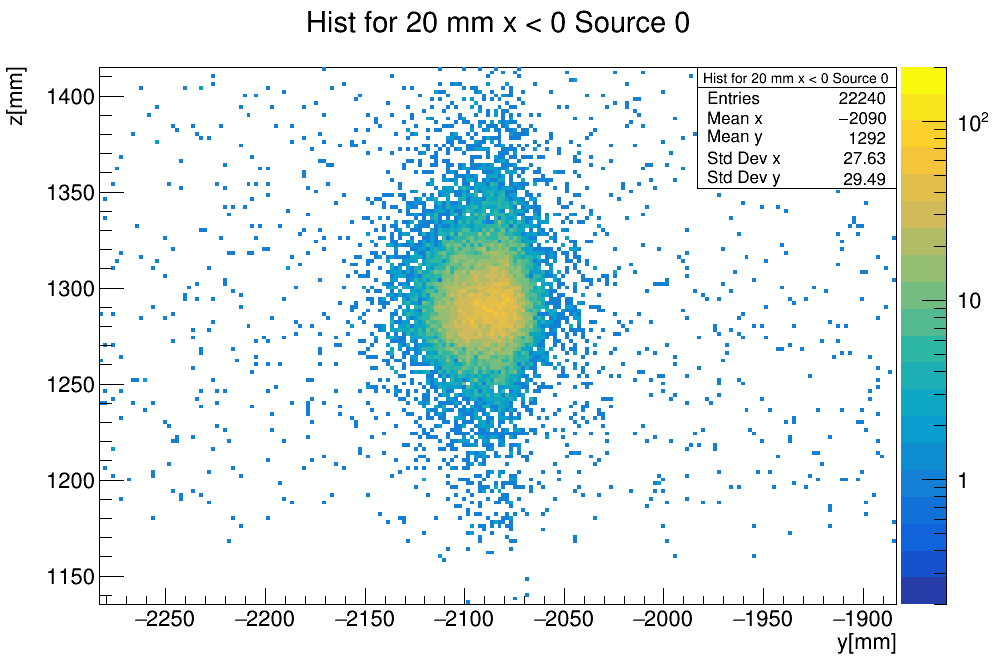 Hist for 20 mm x < 0 Source 0
z[mm]
Hist for 20 mm x < 0 Source 0
Entries 22240
Mean x −2090
Mean y 1292
Std Dev x 27.63
Std Dev y 29.49
1400
1350
1300
1250
1200
1150
10²
10
1
−2250 −2200 −2150 −2100 −2050 −2000 −1950 −1900
y[mm]